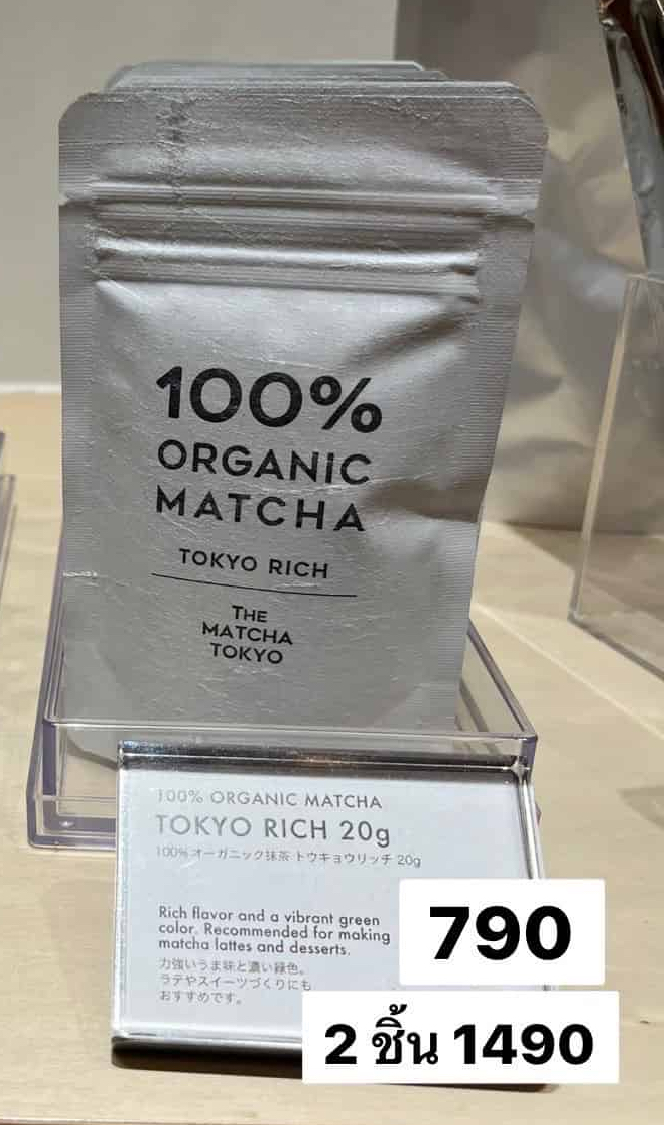 100%
ORGANIC
MATCHA
TOKYO RICH
THE
MATCHA
TOKYO
100% ORGANIC MATCHA
TOKYO RICH 20g
100%オーガニック抹茶 トウキョウリッチ 20g
Rich flavor and a vibrant green
color. Recommended for making
matcha lattes and desserts.
力強いうま味と濃い緑色。
ラテやスイーツづくりにも
おすすめです。
790
2 ชิ้น 1490